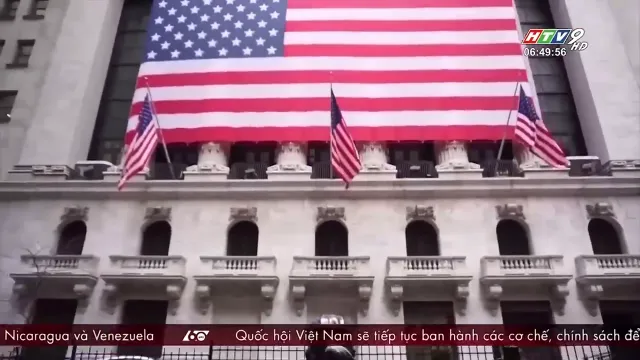 HTV9 HD
06:49:56
Nicaragua và Venezuela 60 Quốc hội Việt Nam sẽ tiếp tục ban hành các cơ chế, chính sách để